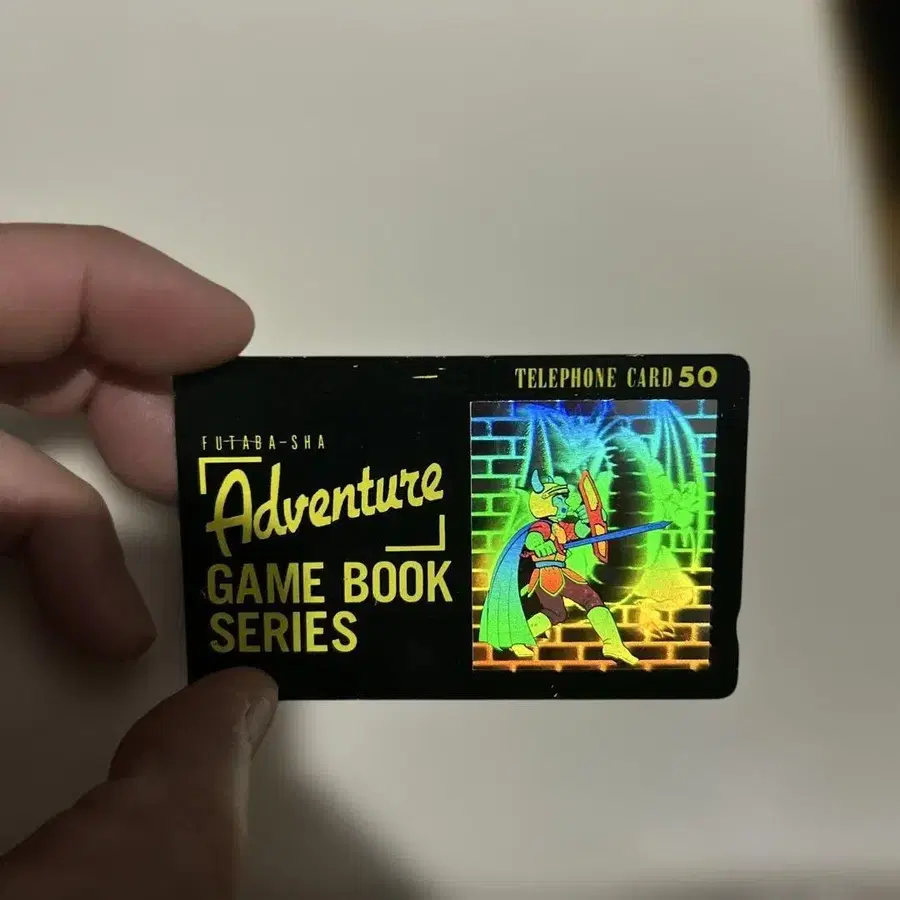 TELEPHONE CARD 50
FUTABA-SHA
Adventure
GAME BOOK
SERIES